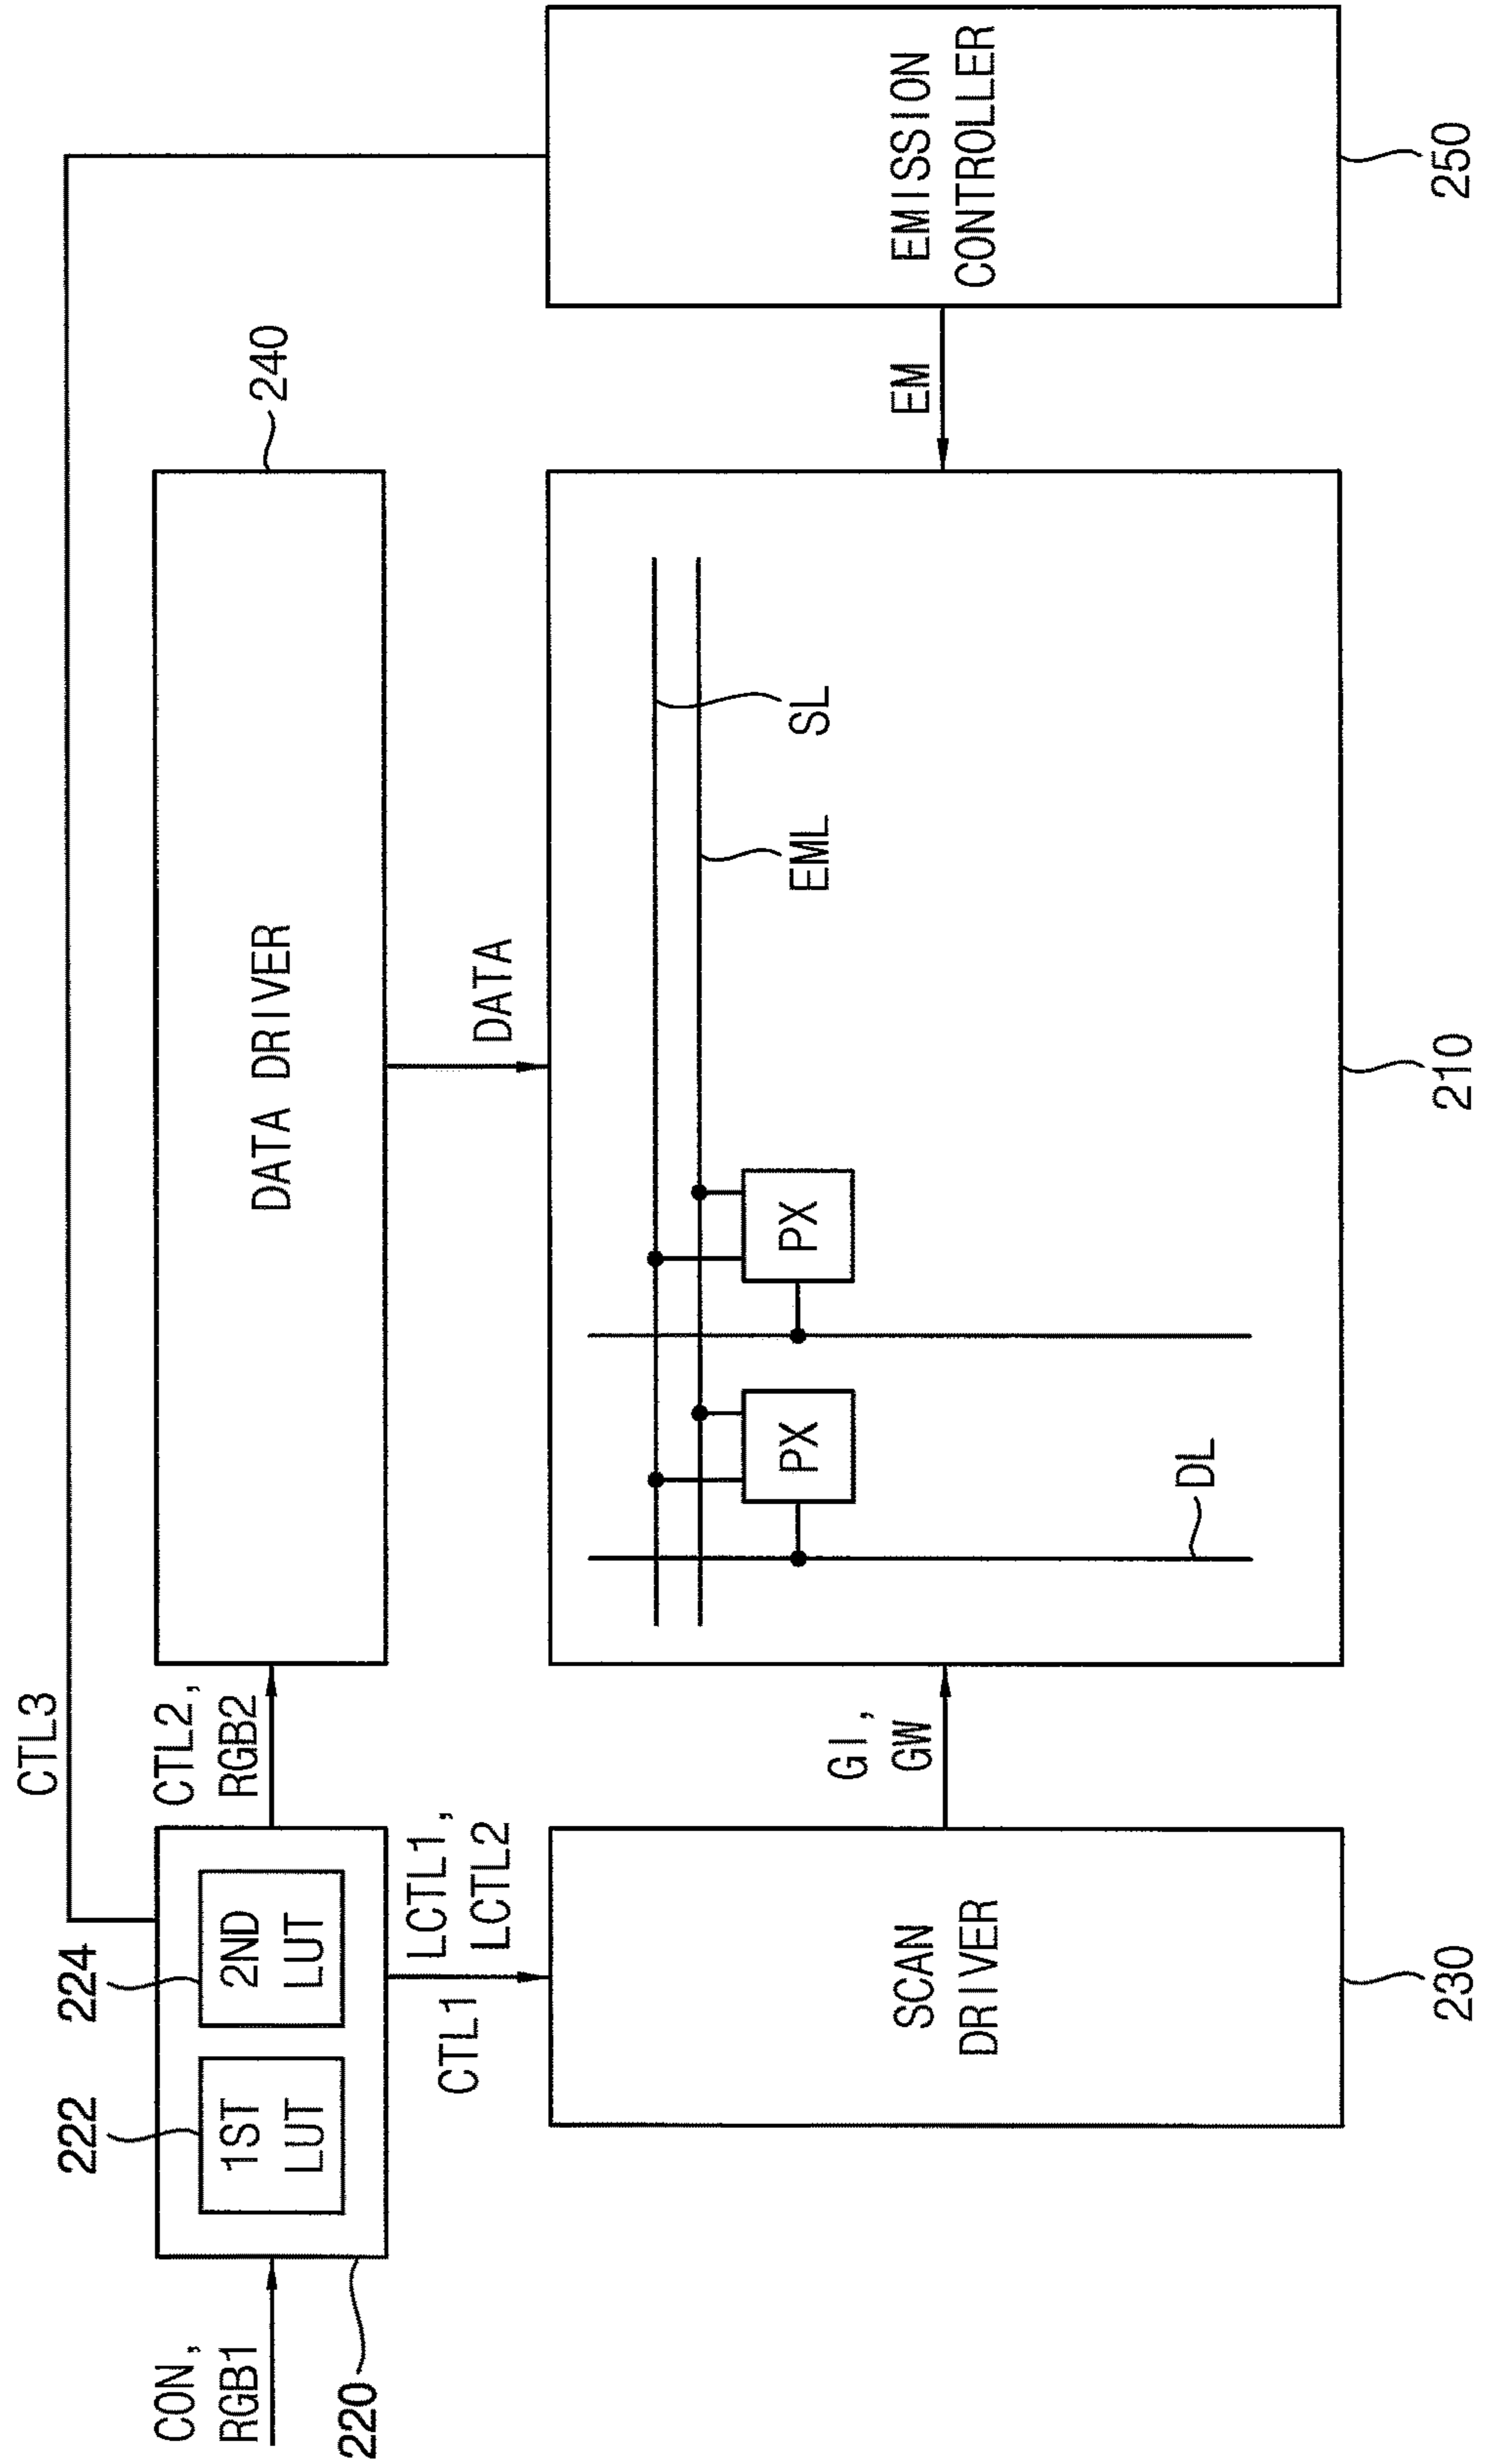 CTL3
224
222
CON,
RGB1
1ST
LUT
2ND
LUT
CTL2,
RGB2
DATA DRIVER
240
220
CTL1
LCTL1,
LCTL2
DATA
SCAN
DRIVER
GI,
GW
PX
PX
SL
EML
DL
EM
EMISSION
CONTROLLER
230
210
250